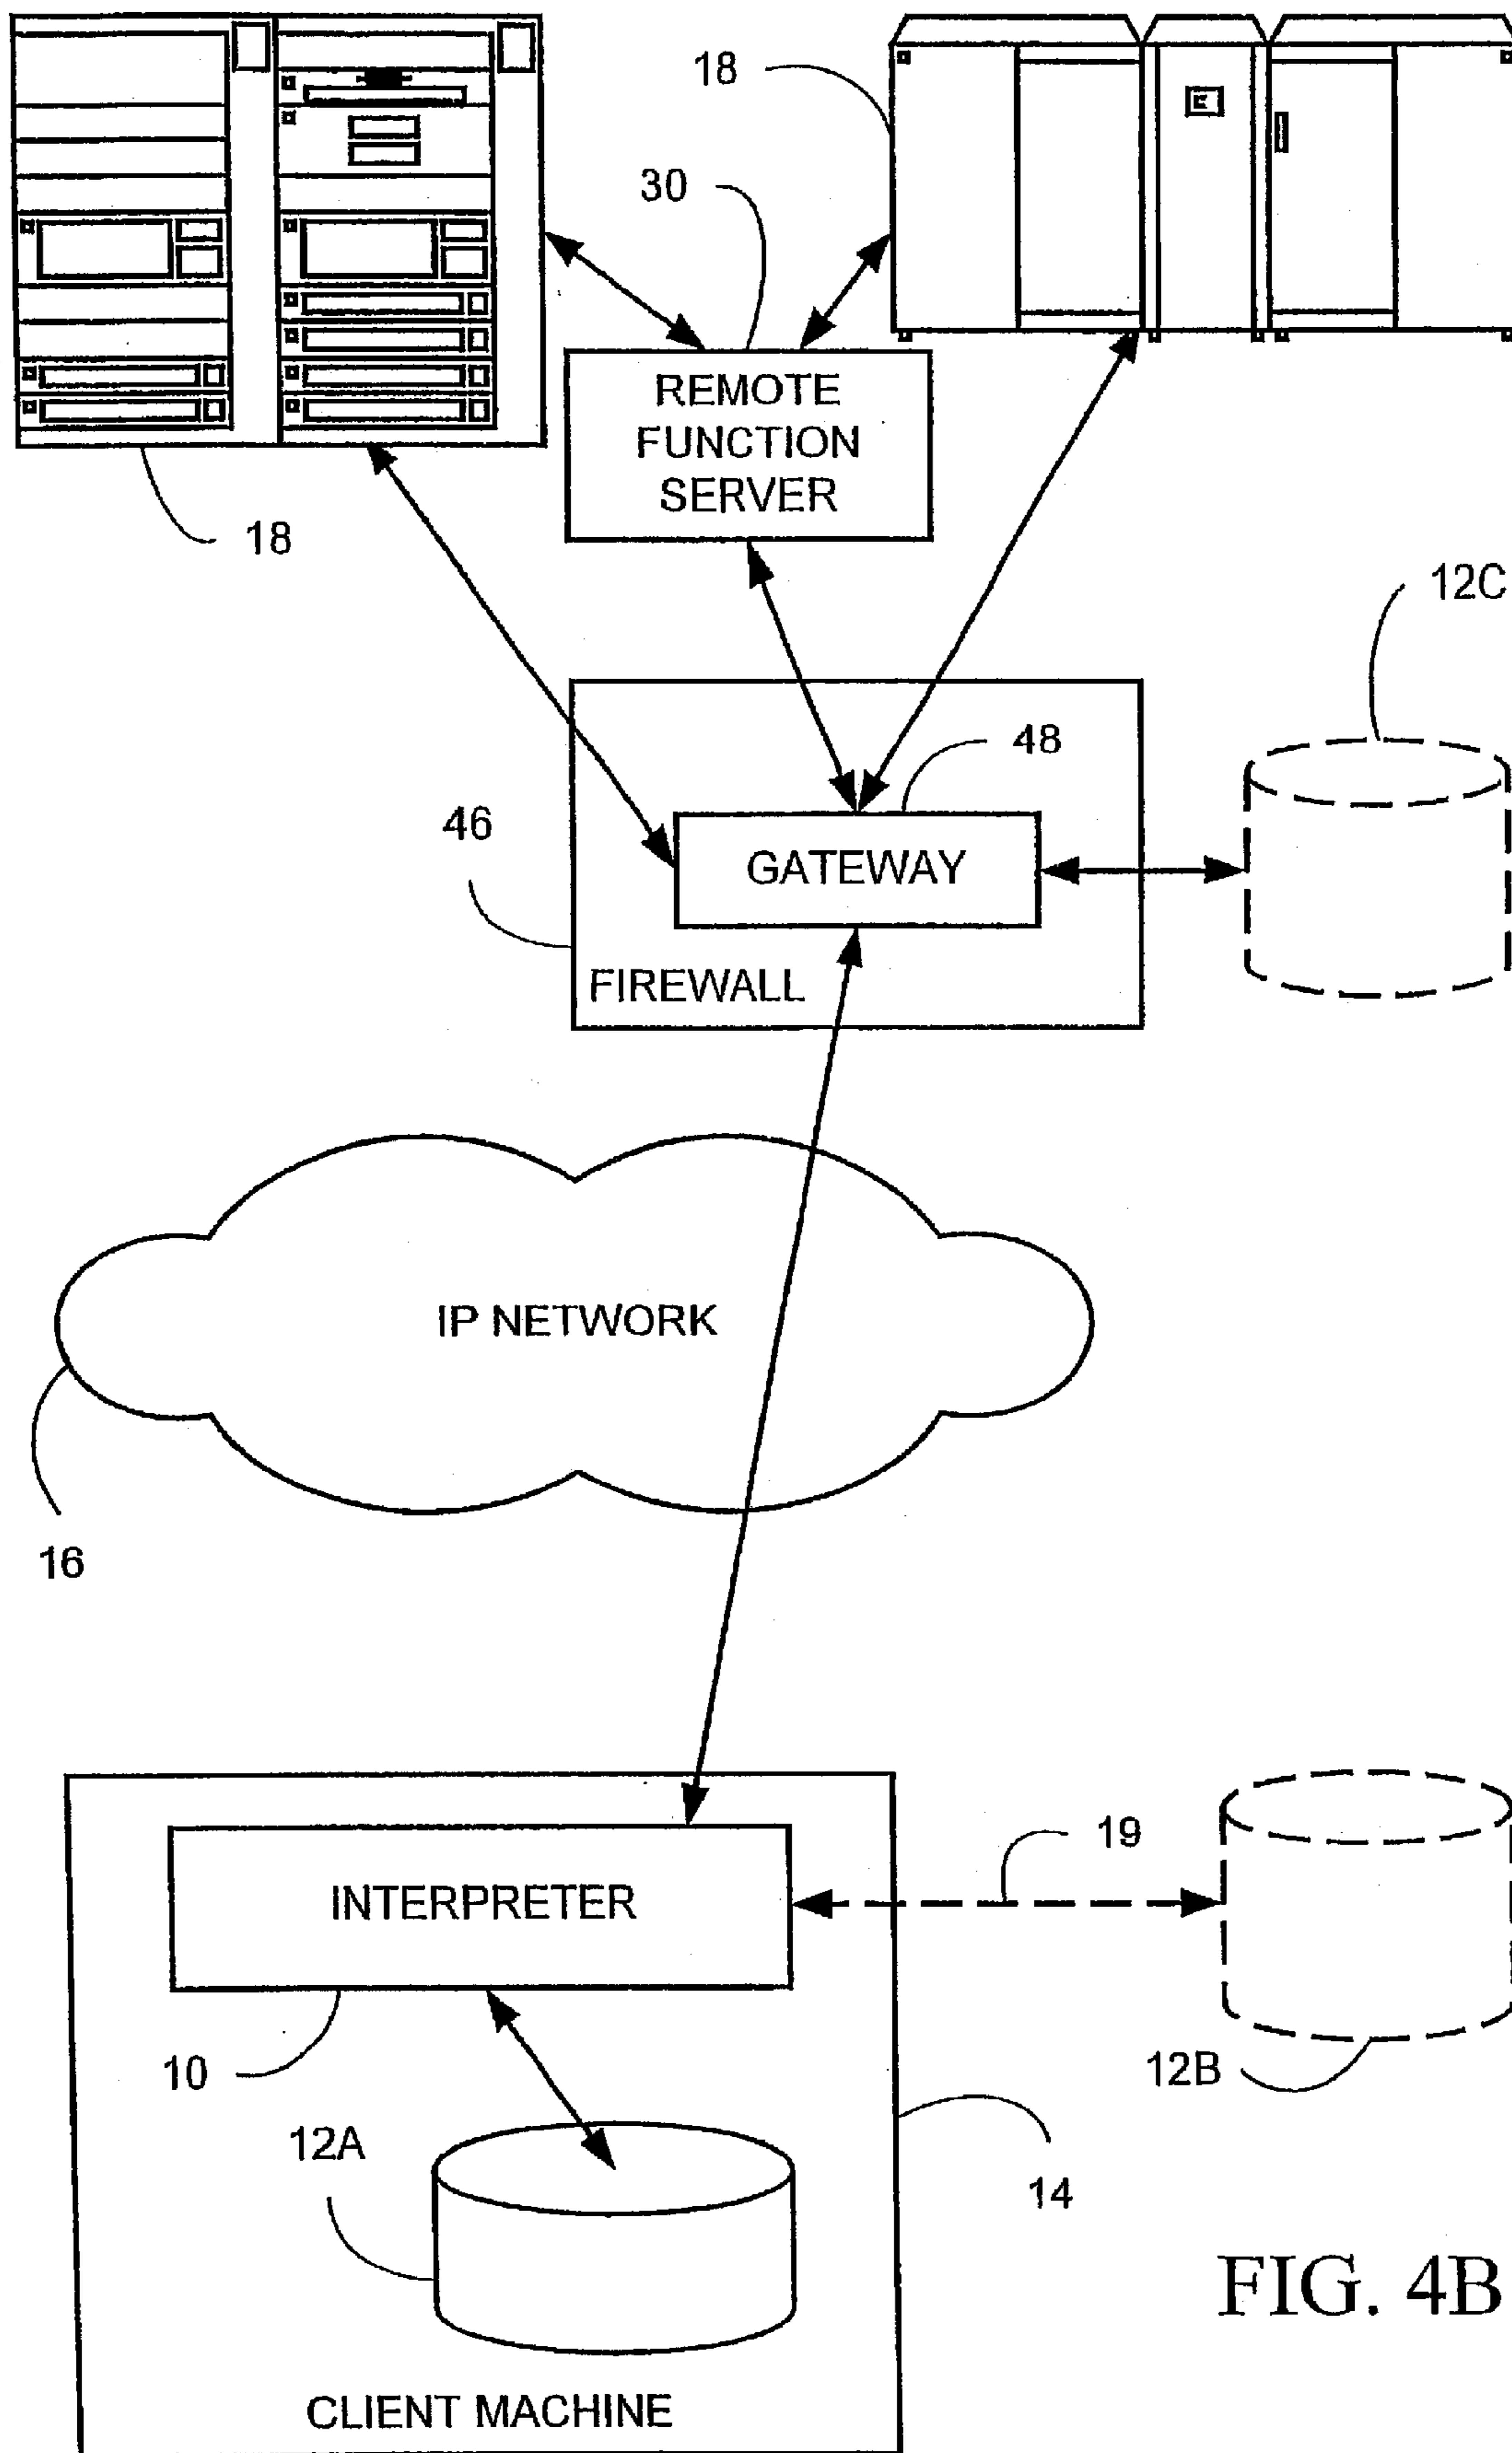 18
30
REMOTE
FUNCTION
SERVER
18
12C
48
46
GATEWAY
FIREWALL
IP NETWORK
16
19
INTERPRETER
10
12B
12A
14
FIG. 4B
CLIENT MACHINE